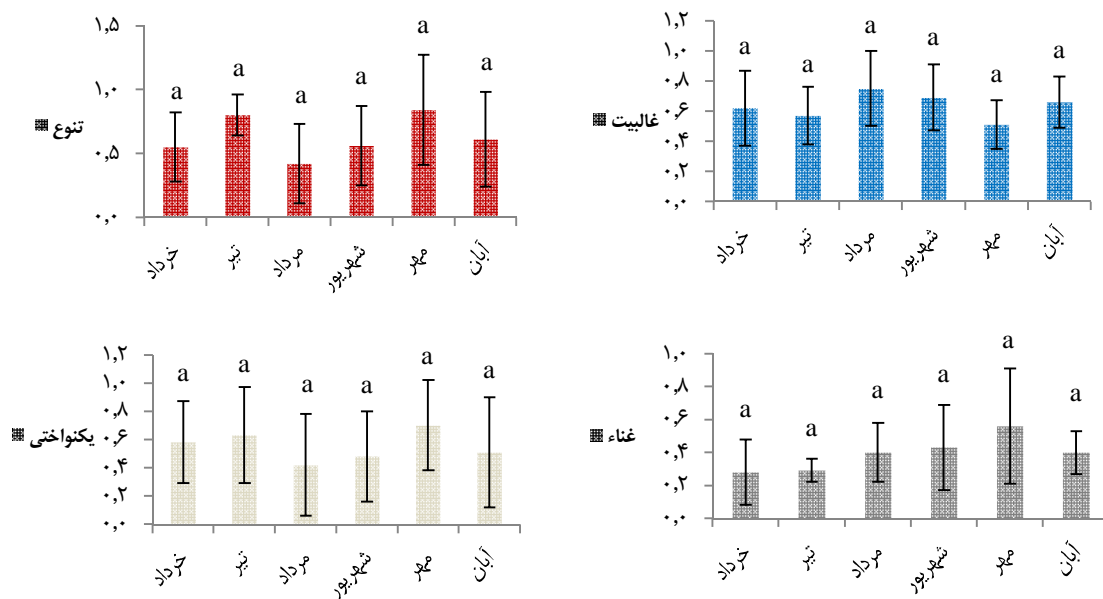 ۱,۵
۱,۰
۰,۵
۰,۰
a a a a a a
خرداد تیر مرداد شهریور مهر آبان
تنوع
۱,۲
۱,۰
۰,۸
۰,۶
۰,۴
۰,۲
۰,۰
a a a a a a
خرداد تیر مرداد شهریور مهر آبان
غالبیت
۱,۲
۱,۰
۰,۸
۰,۶
۰,۴
۰,۲
۰,۰
a a a a a a
خرداد تیر مرداد شهریور مهر آبان
یکنواختی
۱,۰
۰,۸
۰,۶
۰,۴
۰,۲
۰,۰
a a a a a a
خرداد تیر مرداد شهریور مهر آبان
غناء